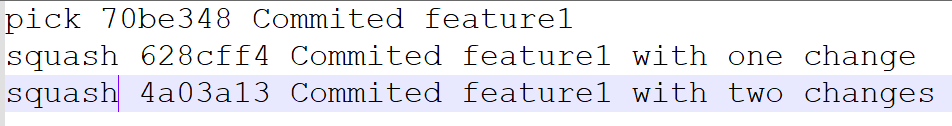 pick 70be348 Commited feature1
squash 628cff4 Commited feature1 with one change
squash 4a03a13 Commited feature1 with two changes